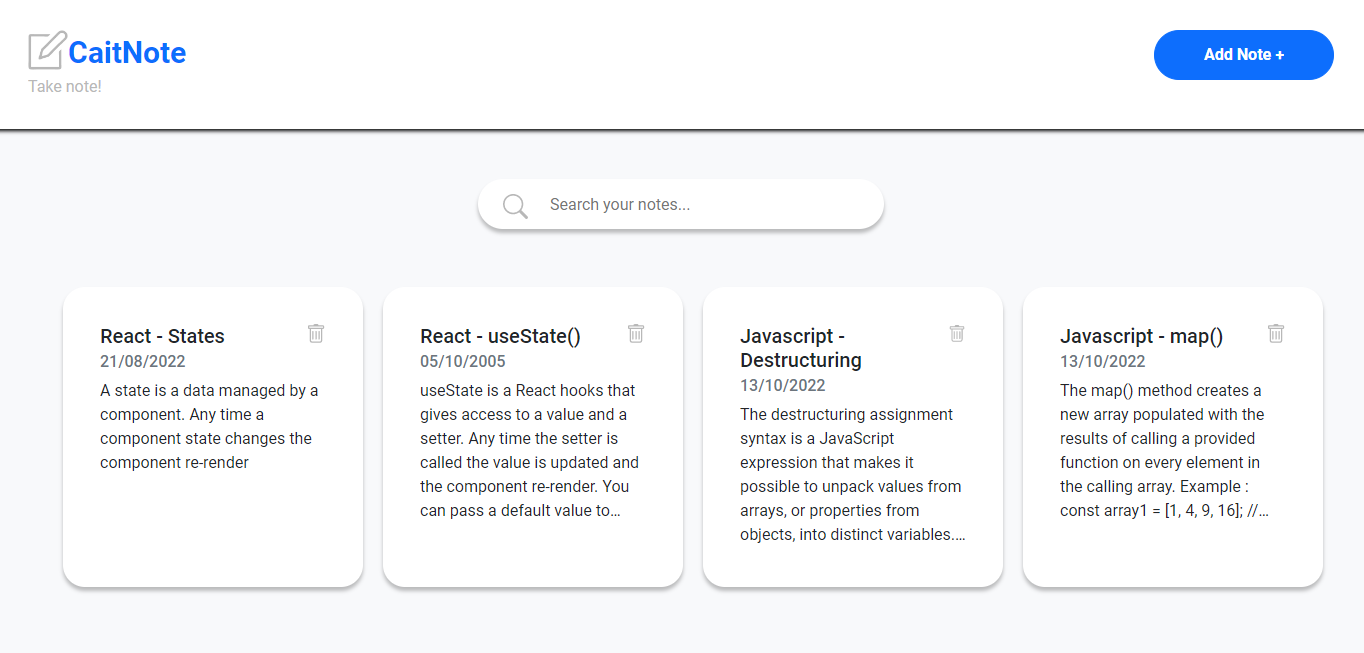 CaitNote
Take note!
Add Note +
Search your notes...
React - States
21/08/2022
A state is a data managed by a
component. Any time a
component state changes the
component re-render
React - useState()
05/10/2005
useState is a React hooks that
gives access to a value and a
setter. Any time the setter is
called the value is updated and
the component re-render. You
can pass a default value to...
Javascript -
Destructuring
13/10/2022
The destructuring assignment
syntax is a JavaScript
expression that makes it
possible to unpack values from
arrays, or properties from
objects, into distinct variables....
Javascript - map()
13/10/2022
The map() method creates a
new array populated with the
results of calling a provided
function on every element in
the calling array. Example :
const array1 = [1, 4, 9, 16]; //...